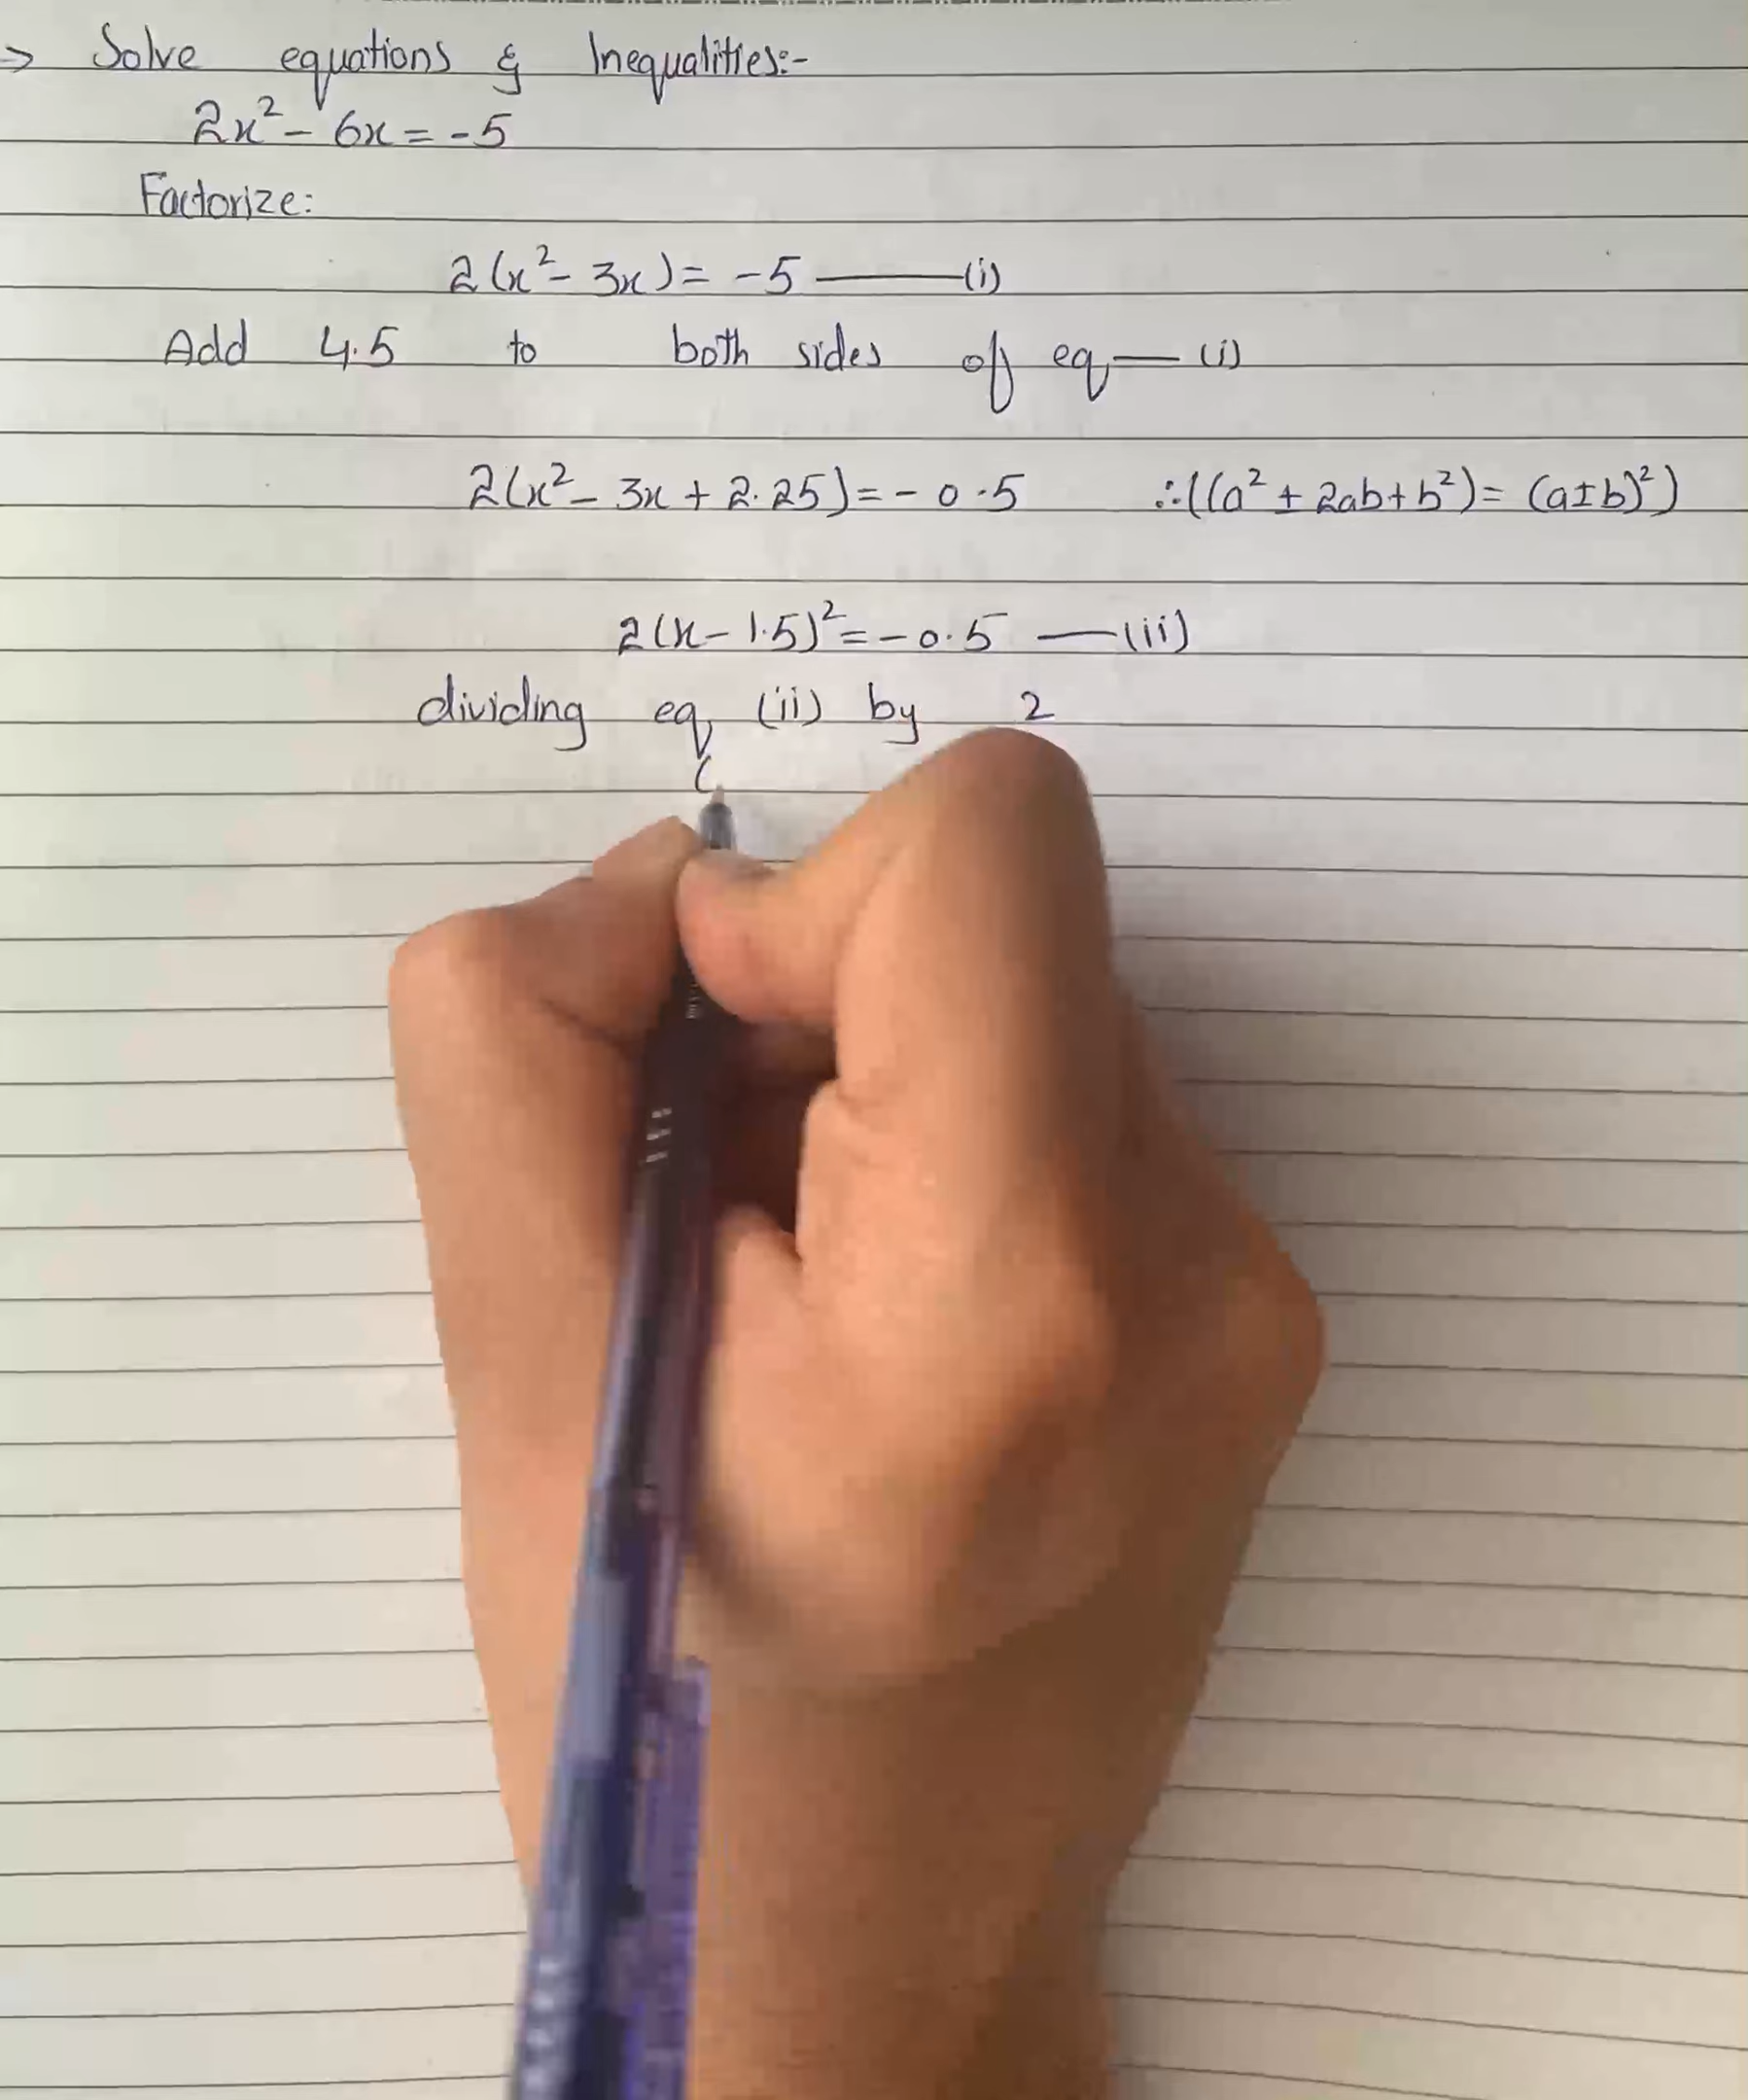 → Solve equations & Inequalities:-
2x² - 6x = -5
Factorize:
2(x² - 3x) = -5 ——— (i)
Add 4.5 to both sides of eq — (i)
2(x² - 3x + 2.25) = - 0.5 ∴((a² ± 2ab + b²) = (a±b)²)
2(x - 1.5)² = - 0.5 — (ii)
dividing eq (ii) by 2
(